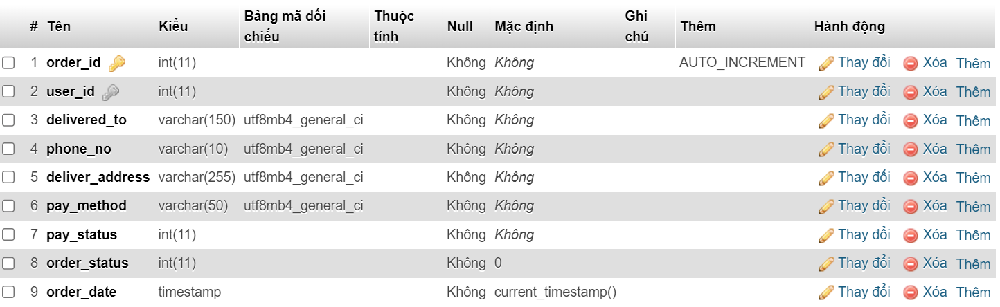 # Tên Kiểu Bảng mã đối chiếu Thuộc tính Null Mặc định Ghi chú Thêm Hành động
1 order_id int(11) Không Không AUTO_INCREMENT Thay đổi Xóa Thêm
2 user_id int(11) Không Không Thay đổi Xóa Thêm
3 delivered_to varchar(150) utf8mb4_general_ci Không Không Thay đổi Xóa Thêm
4 phone_no varchar(10) utf8mb4_general_ci Không Không Thay đổi Xóa Thêm
5 deliver_address varchar(255) utf8mb4_general_ci Không Không Thay đổi Xóa Thêm
6 pay_method varchar(50) utf8mb4_general_ci Không Không Thay đổi Xóa Thêm
7 pay_status int(11) Không Không Thay đổi Xóa Thêm
8 order_status int(11) Không 0 Thay đổi Xóa Thêm
9 order_date timestamp Không current_timestamp() Thay đổi Xóa Thêm